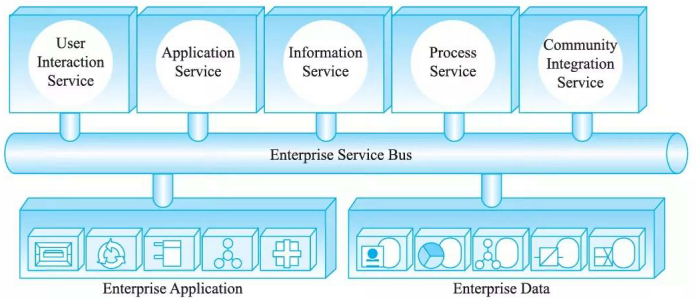 User
Interaction
Service
Application
Service
Information
Service
Process
Service
Community
Integration
Service
Enterprise Service Bus
Enterprise Application
Enterprise Data